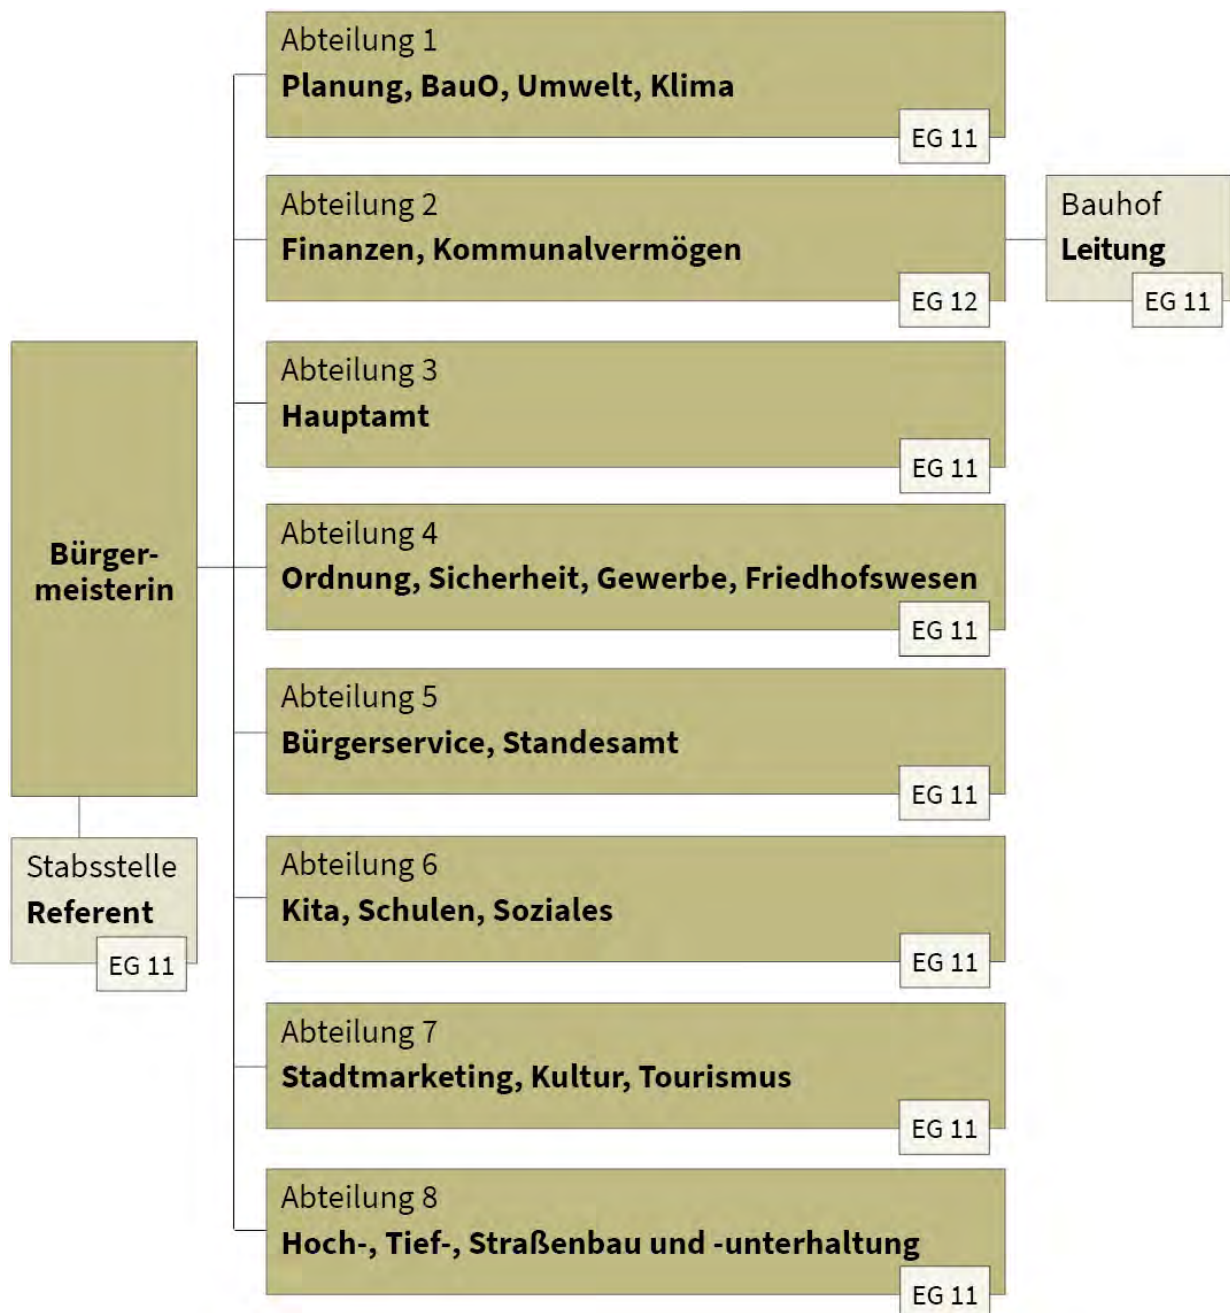 Abteilung 1
Planung, BauO, Umwelt, Klima
EG 11
Abteilung 2
Finanzen, Kommunalvermögen
EG 12
Bauhof
Leitung
EG 11
Abteilung 3
Hauptamt
EG 11
Bürger-
meisterin
Abteilung 4
Ordnung, Sicherheit, Gewerbe, Friedhofswesen
EG 11
Abteilung 5
Bürgerservice, Standesamt
EG 11
Stabsstelle
Referent
EG 11
Abteilung 6
Kita, Schulen, Soziales
EG 11
Abteilung 7
Stadtmarketing, Kultur, Tourismus
EG 11
Abteilung 8
Hoch-, Tief-, Straßenbau und -unterhaltung
EG 11